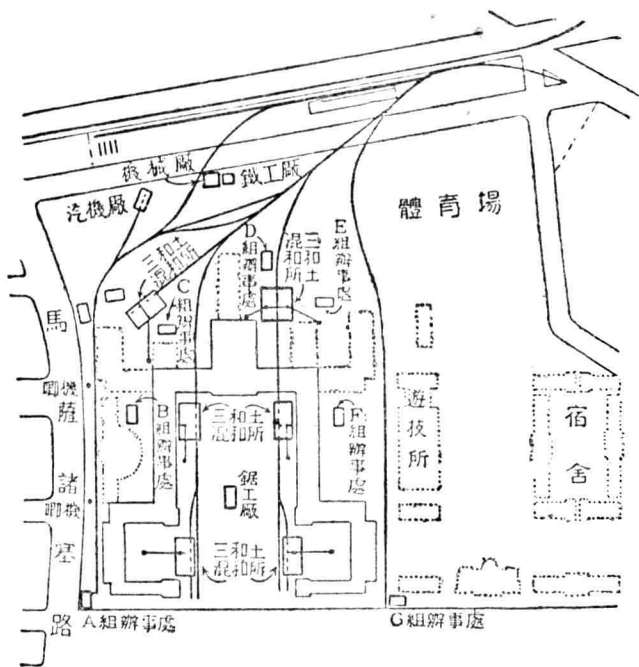 機械廠
鐵工廠
汽機廠
體育場
三和土
混和所
D組辦事處
三和土
混和所
E組辦事處
C組辦事處
馬薩諸塞路
唧機
唧機
B組辦事處
三和土
混和所
F組辦事處
遊技所
宿舍
鋸工廠
三和土
混和所
A組辦事處
G組辦事處